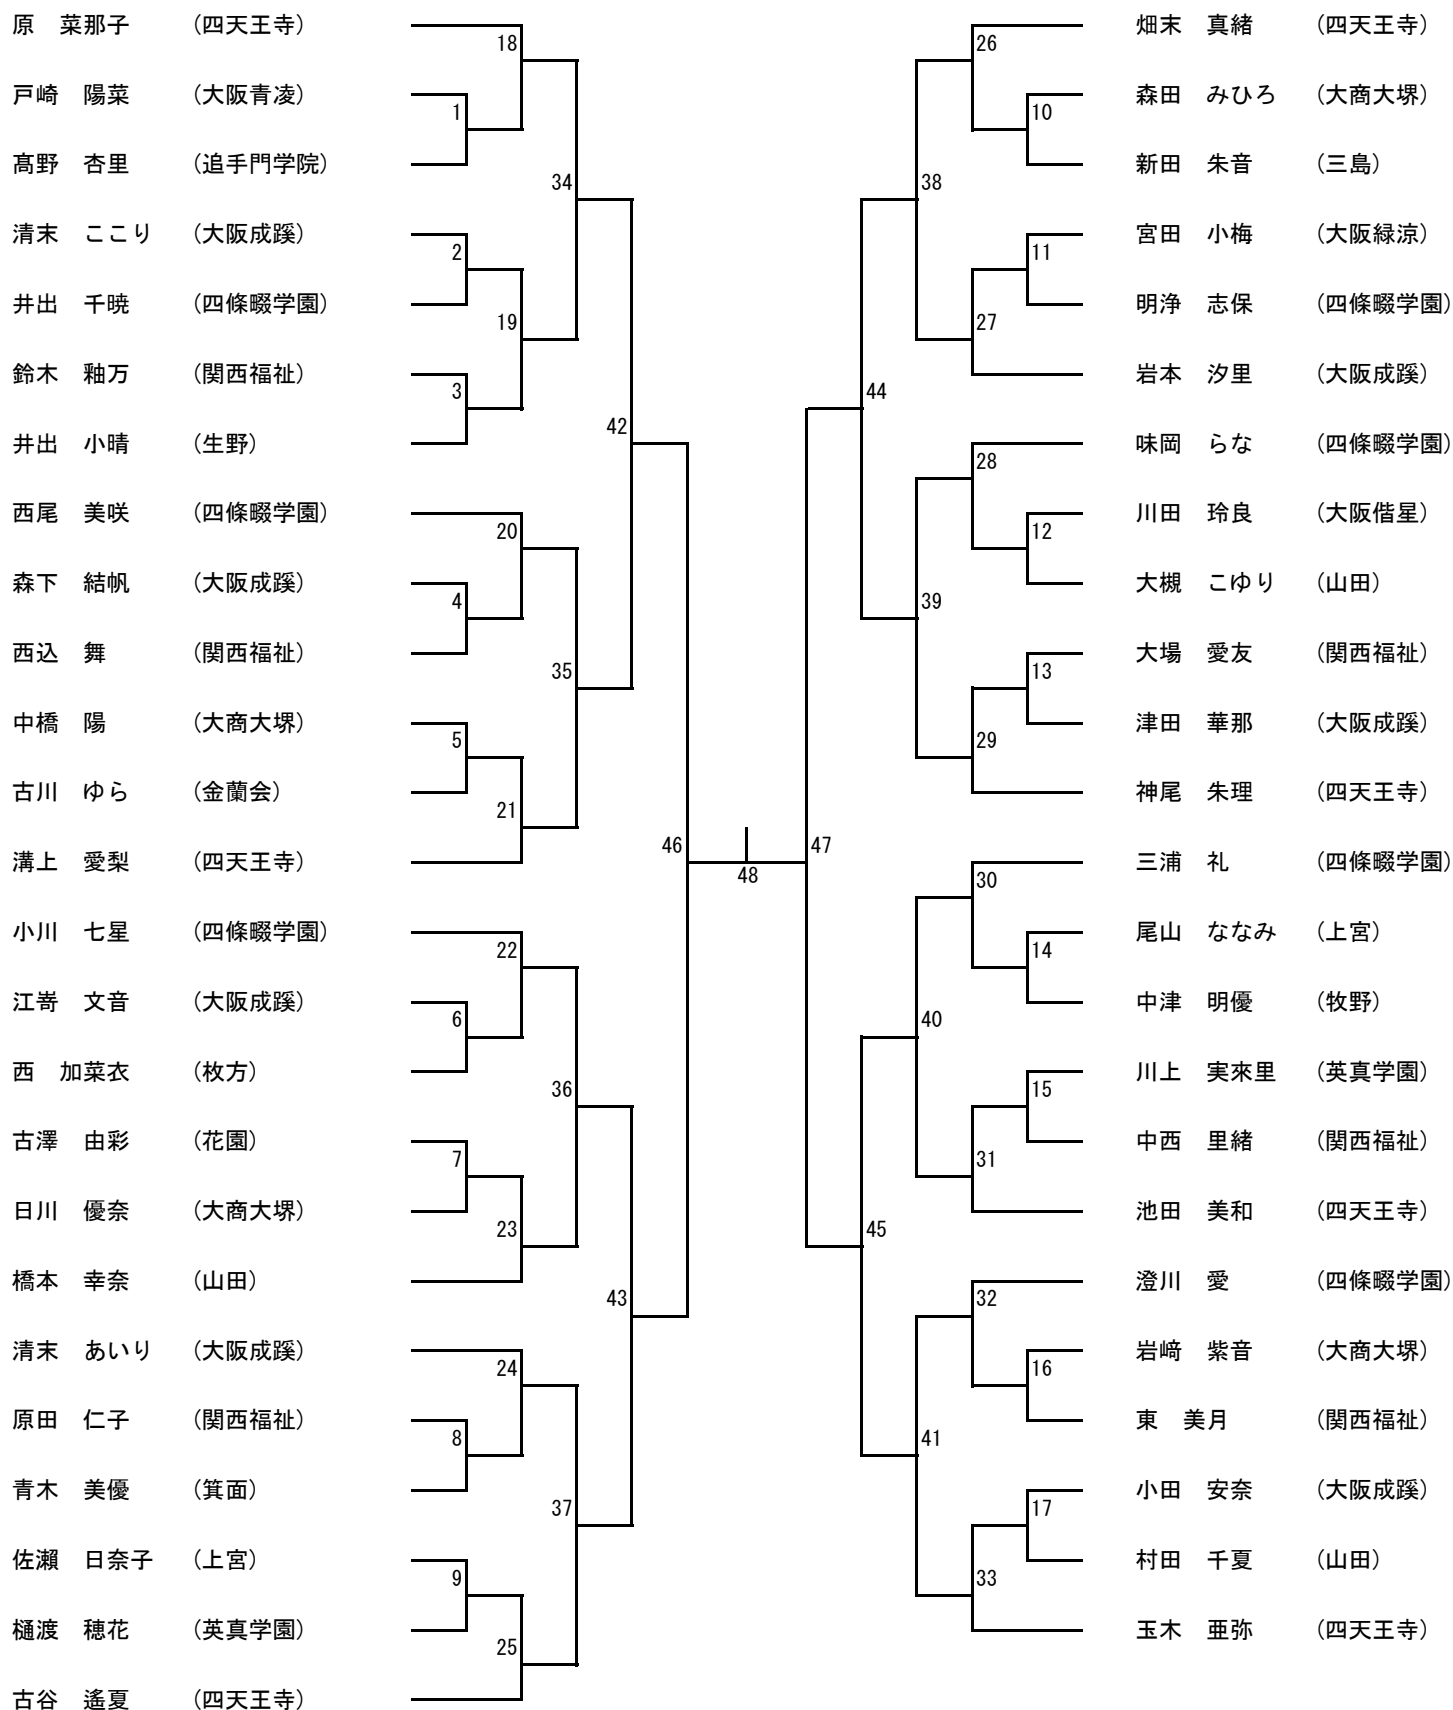 原　菜那子　(四天王寺)
18
戸崎　陽菜　(大阪青凌)
1
髙野　杏里　(追手門学院)
34
清末　ここり　(大阪成蹊)
2
井出　千暁　(四條畷学園)
19
鈴木　釉万　(関西福祉)
3
井出　小晴　(生野)
42
西尾　美咲　(四條畷学園)
20
森下　結帆　(大阪成蹊)
4
西込　舞　(関西福祉)
35
中橋　陽　(大商大堺)
5
古川　ゆら　(金蘭会)
21
溝上　愛梨　(四天王寺)
46
小川　七星　(四條畷学園)
22
江嵜　文音　(大阪成蹊)
6
西　加菜衣　(枚方)
36
古澤　由彩　(花園)
7
日川　優奈　(大商大堺)
23
橋本　幸奈　(山田)
43
清末　あいり　(大阪成蹊)
24
原田　仁子　(関西福祉)
8
青木　美優　(箕面)
37
佐瀨　日奈子　(上宮)
9
樋渡　穂花　(英真学園)
25
古谷　遙夏　(四天王寺)
48
畑末　真緒　(四天王寺)
26
森田　みひろ　(大商大堺)
10
新田　朱音　(三島)
38
宮田　小梅　(大阪緑涼)
11
明浄　志保　(四條畷学園)
27
岩本　汐里　(大阪成蹊)
44
味岡　らな　(四條畷学園)
28
川田　玲良　(大阪偕星)
12
大槻　こゆり　(山田)
39
大場　愛友　(関西福祉)
13
津田　華那　(大阪成蹊)
29
神尾　朱理　(四天王寺)
47
三浦　礼　(四條畷学園)
30
尾山　ななみ　(上宮)
14
中津　明優　(牧野)
40
川上　実來里　(英真学園)
15
中西　里緒　(関西福祉)
31
池田　美和　(四天王寺)
45
澄川　愛　(四條畷学園)
32
岩﨑　紫音　(大商大堺)
16
東　美月　(関西福祉)
41
小田　安奈　(大阪成蹊)
17
村田　千夏　(山田)
33
玉木　亜弥　(四天王寺)